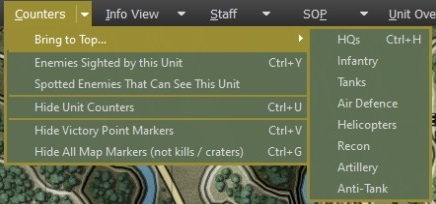 Counters Info View Staff SOP Unit Ove
Bring to Top...
Enemies Sighted by this Unit Ctrl+Y
Spotted Enemies That Can See This Unit
Hide Unit Counters Ctrl+U
Hide Victory Point Markers Ctrl+V
Hide All Map Markers (not kills / craters) Ctrl+G
HQs Ctrl+H
Infantry
Tanks
Air Defence
Helicopters
Recon
Artillery
Anti-Tank